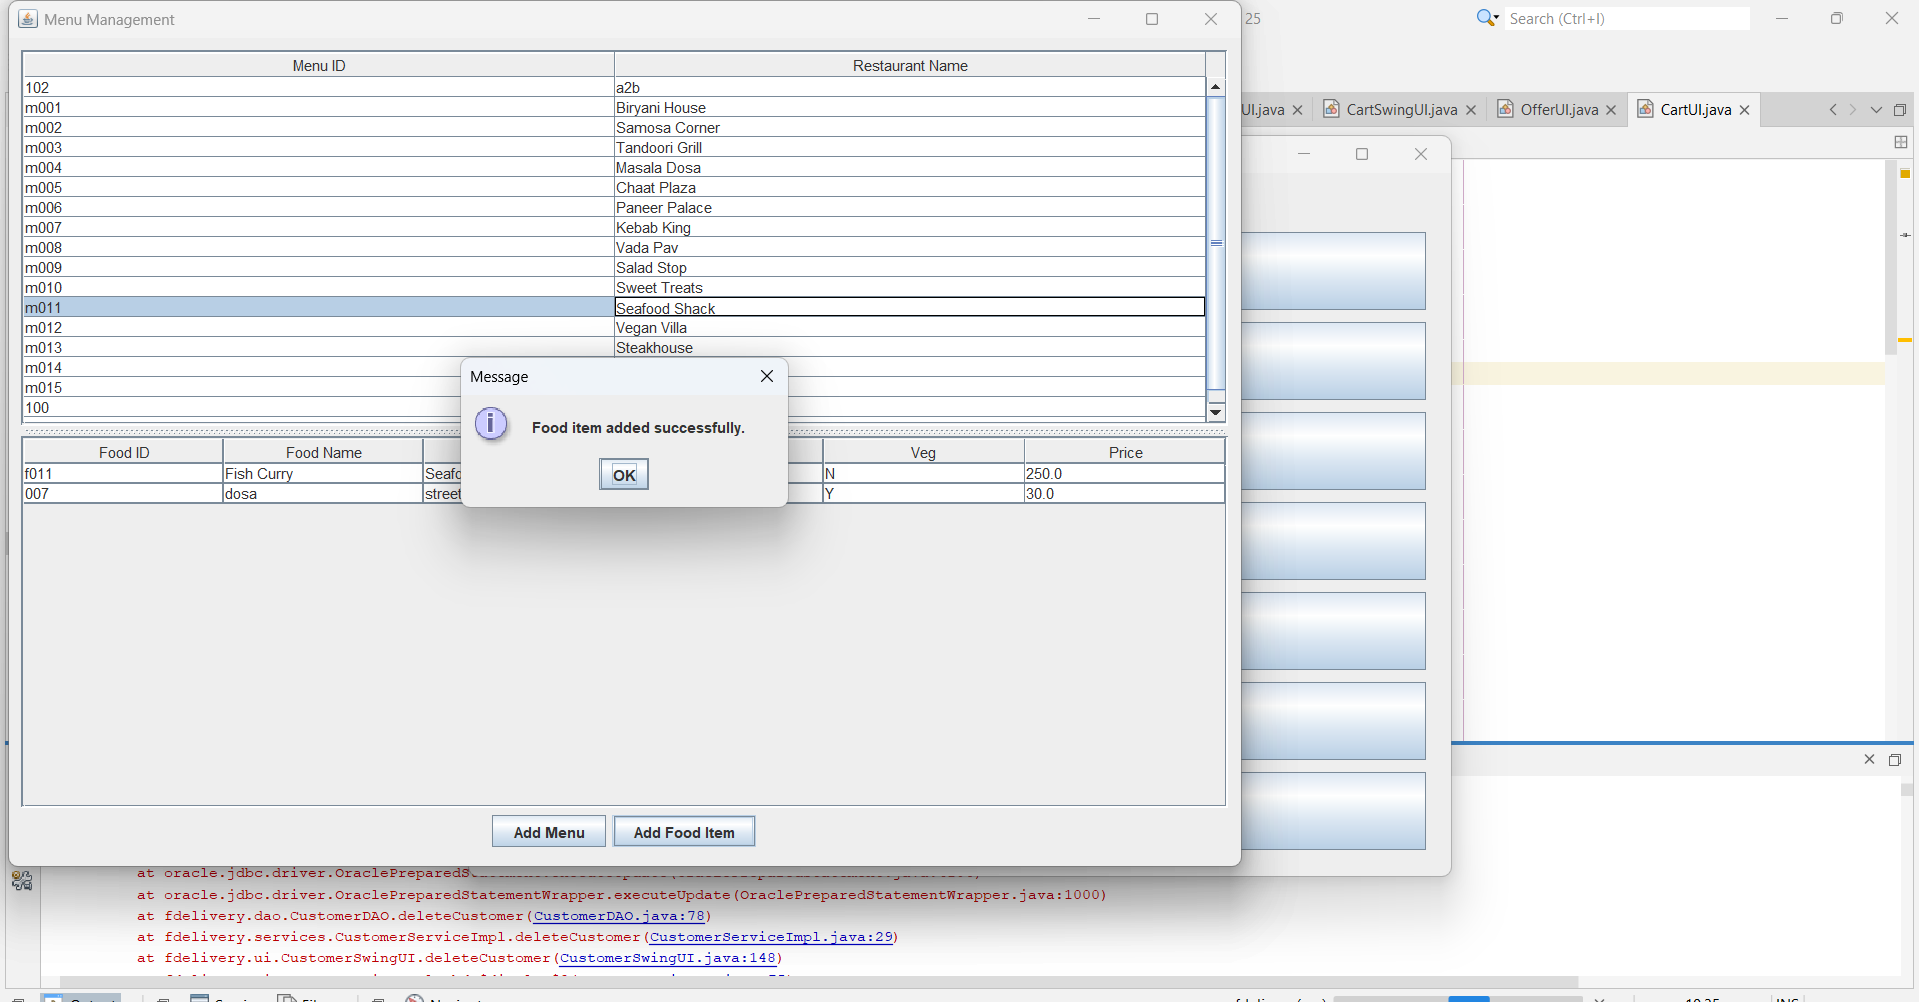 Menu Management
25
Search (Ctrl+I)
UI.java
CartSwingUI.java
OfferUI.java
CartUI.java
Menu ID Restaurant Name
102 a2b
m001 Biryani House
m002 Samosa Corner
m003 Tandoori Grill
m004 Masala Dosa
m005 Chaat Plaza
m006 Paneer Palace
m007 Kebab King
m008 Vada Pav
m009 Salad Stop
m010 Sweet Treats
m011 Seafood Shack
m012 Vegan Villa
m013 Steakhouse
m014
m015
100
Message
Food item added successfully.
OK
Food ID Food Name Veg Price
f011 Fish Curry Seafo N 250.0
007 dosa street Y 30.0
Add Menu Add Food Item
at oracle.jdbc.driver.OraclePreparedStatementWrapper.executeUpdate(OraclePreparedStatementWrapper.java:1000)
at fdelivery.dao.CustomerDAO.deleteCustomer(CustomerDAO.java:78)
at fdelivery.services.CustomerServiceImpl.deleteCustomer(CustomerServiceImpl.java:29)
at fdelivery.ui.CustomerSwingUI.deleteCustomer(CustomerSwingUI.java:148)